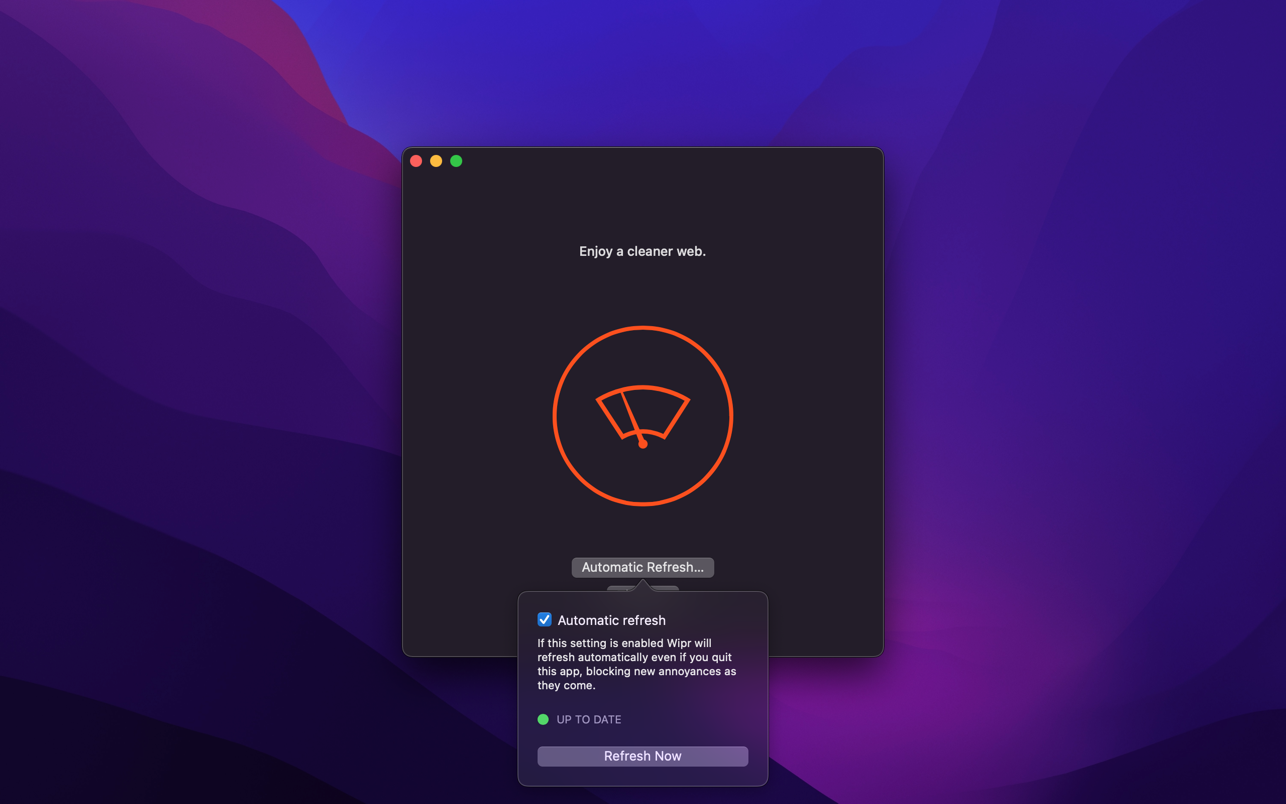 Enjoy a cleaner web.
Automatic Refresh...
Automatic refresh
If this setting is enabled Wipr will
refresh automatically even if you quit
this app, blocking new annoyances as
they come.
UP TO DATE
Refresh Now